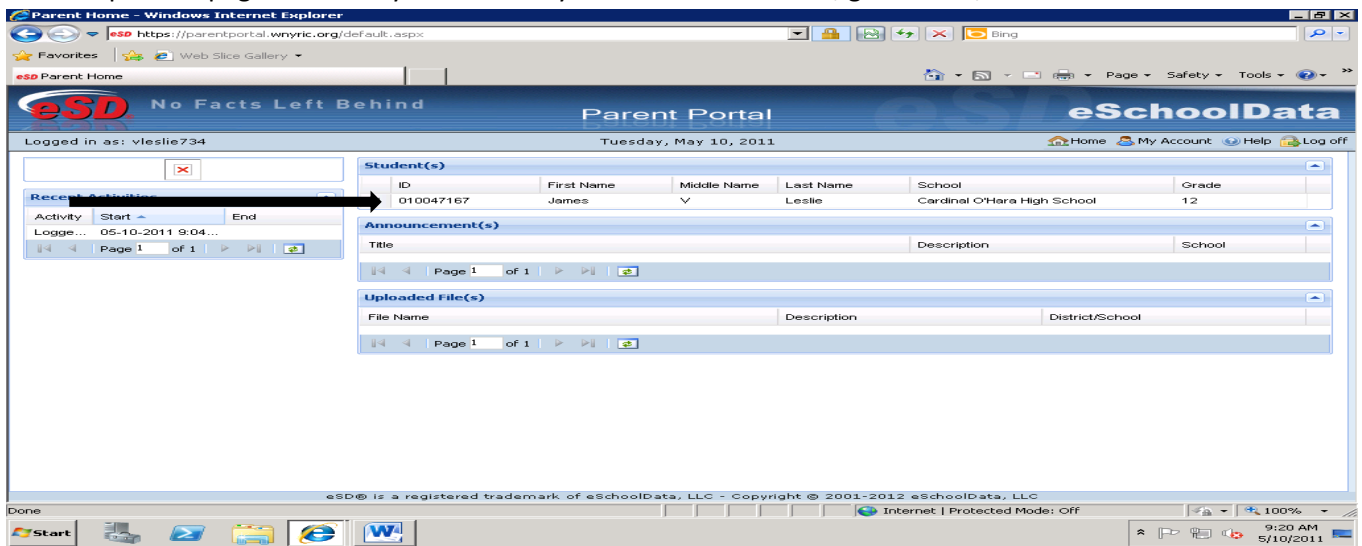 Parent Home - Windows Internet Explorer
eSD https://parentportal.wnyric.org/default.aspx Bing
Favorites Web Slice Gallery
eSD Parent Home Page Safety Tools
eSD. No Facts Left Behind Parent Portal eSchoolData
Logged in as: vleslie734 Tuesday, May 10, 2011 Home My Account Help Log off
Student(s)
ID First Name Middle Name Last Name School Grade
010047167 James V Leslie Cardinal O'Hara High School 12
Recent Activities
Activity Start End
Logge... 05-10-2011 9:04...
Page 1 of 1
Announcement(s)
Title Description School
Page 1 of 1
Uploaded File(s)
File Name Description District/School
Page 1 of 1
eSD® is a registered trademark of eSchoolData, LLC - Copyright © 2001-2012 eSchoolData, LLC
Done Internet | Protected Mode: Off 100%
Start 9:20 AM
5/10/2011